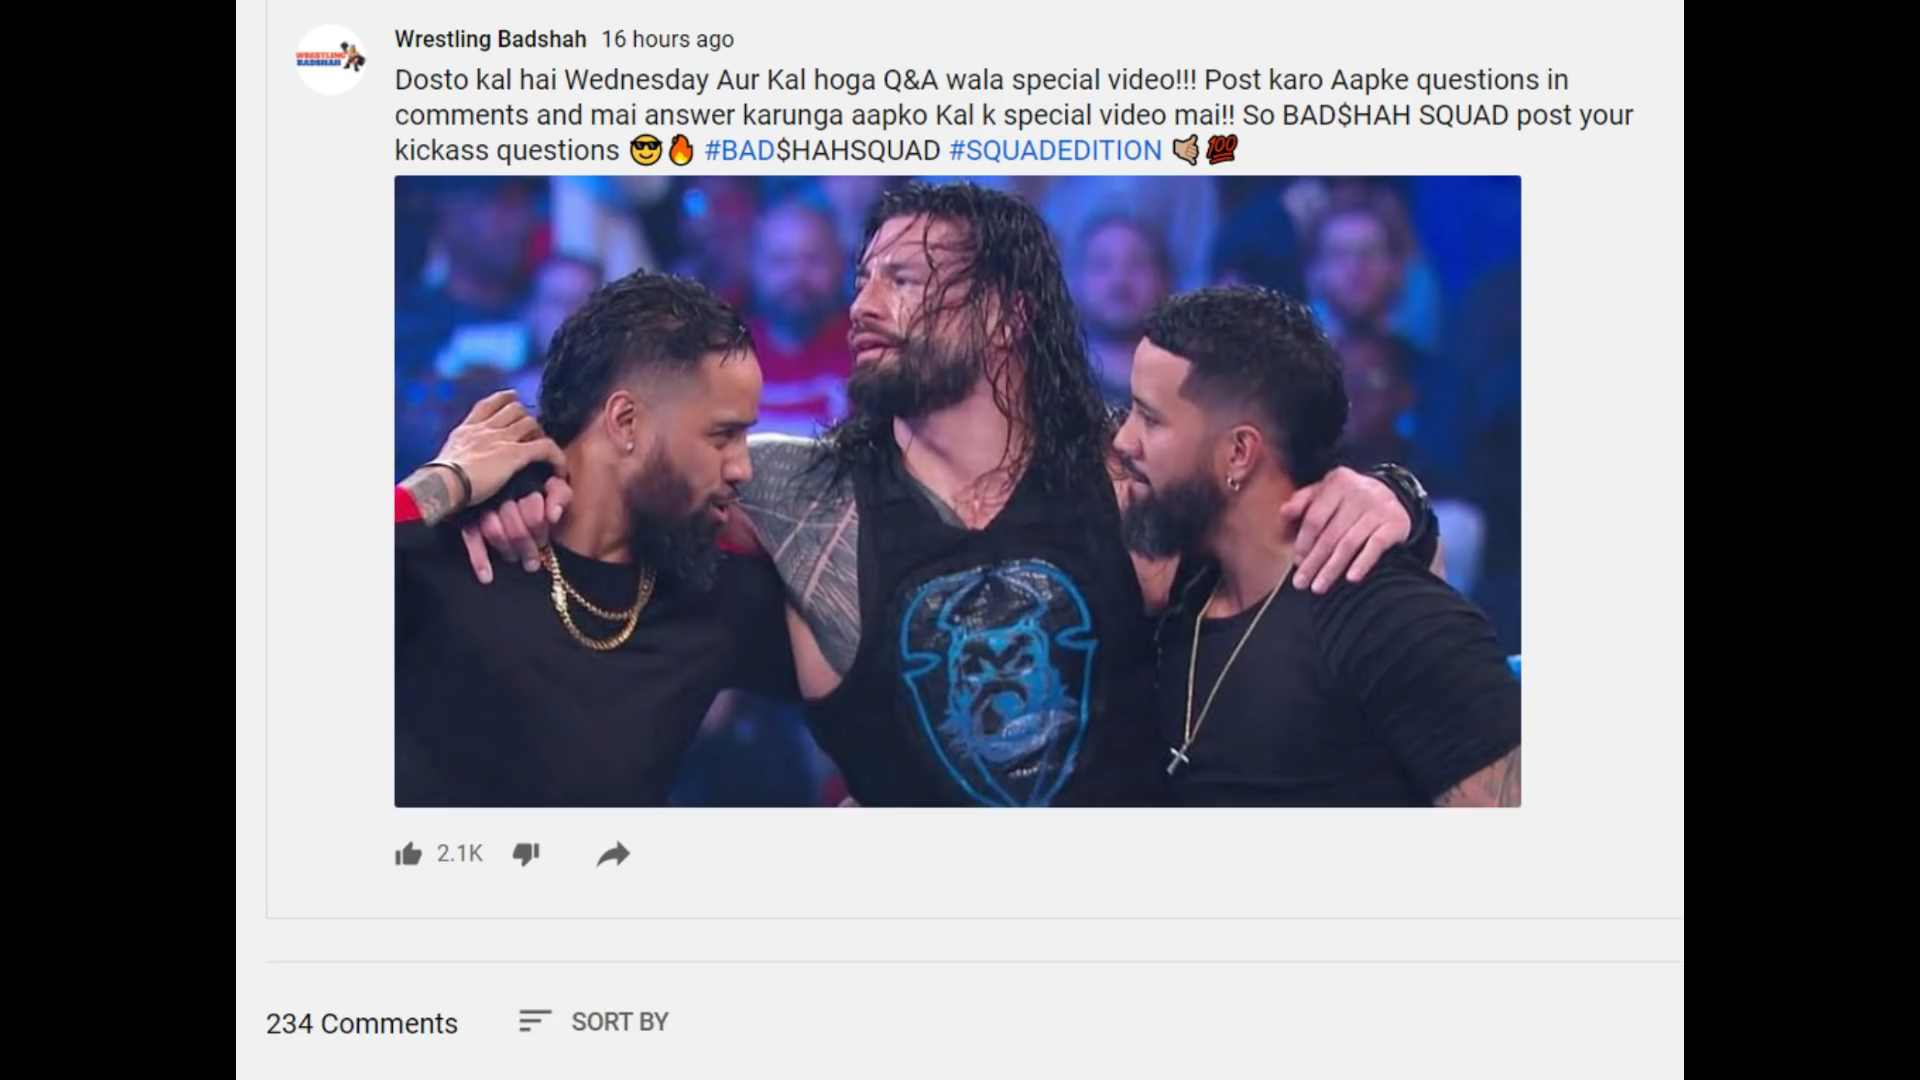 WRESTLING
BADSHAH
Wrestling Badshah 16 hours ago
Dosto kal hai Wednesday Aur Kal hoga Q&A wala special video!!! Post karo Aapke questions in
comments and mai answer karunga aapko Kal k special video mai!! So BAD$HAH SQUAD post your
kickass questions 😎🔥 #BAD$HAHSQUAD #SQUADEDITION 🤙🏼💯
2.1K
234 Comments SORT BY